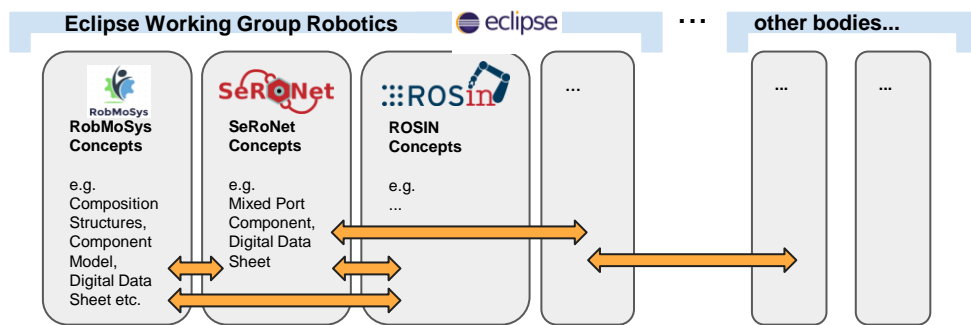 Eclipse Working Group Robotics
eclipse
...
other bodies...
RobMoSys
RobMoSys
Concepts
e.g.
Composition
Structures,
Component
Model,
Digital Data
Sheet etc.
SeRoNet
SeRoNet
Concepts
e.g.
Mixed Port
Component,
Digital Data
Sheet
ROSin
ROSIN
Concepts
e.g.
...
...
...
...